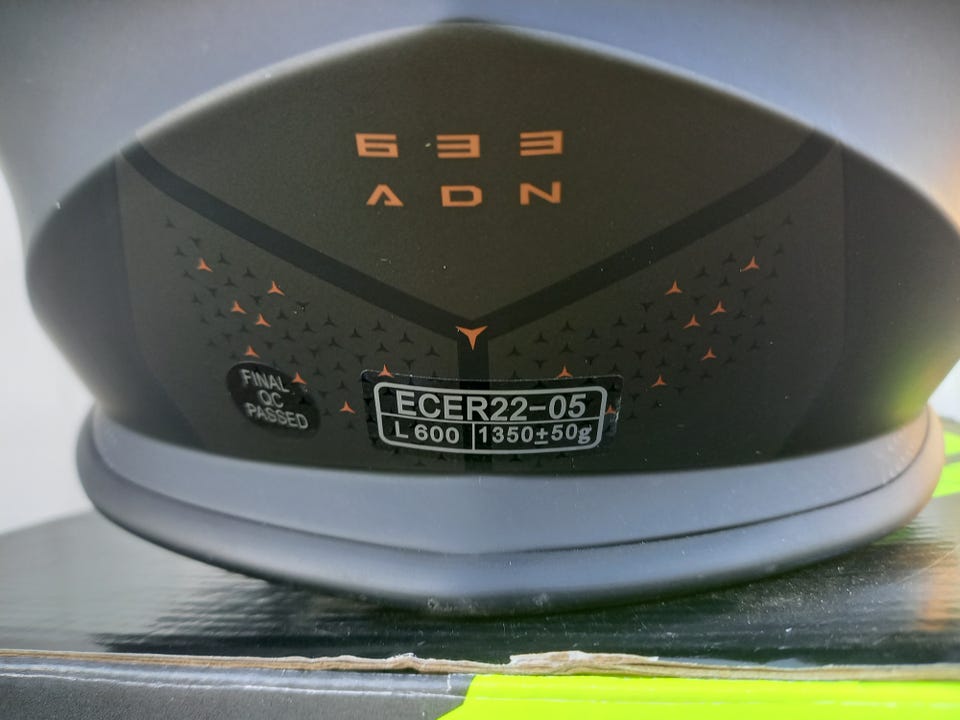 633
ADN
FINAL
QC
PASSED
ECER22-05
L 600 1350±50g